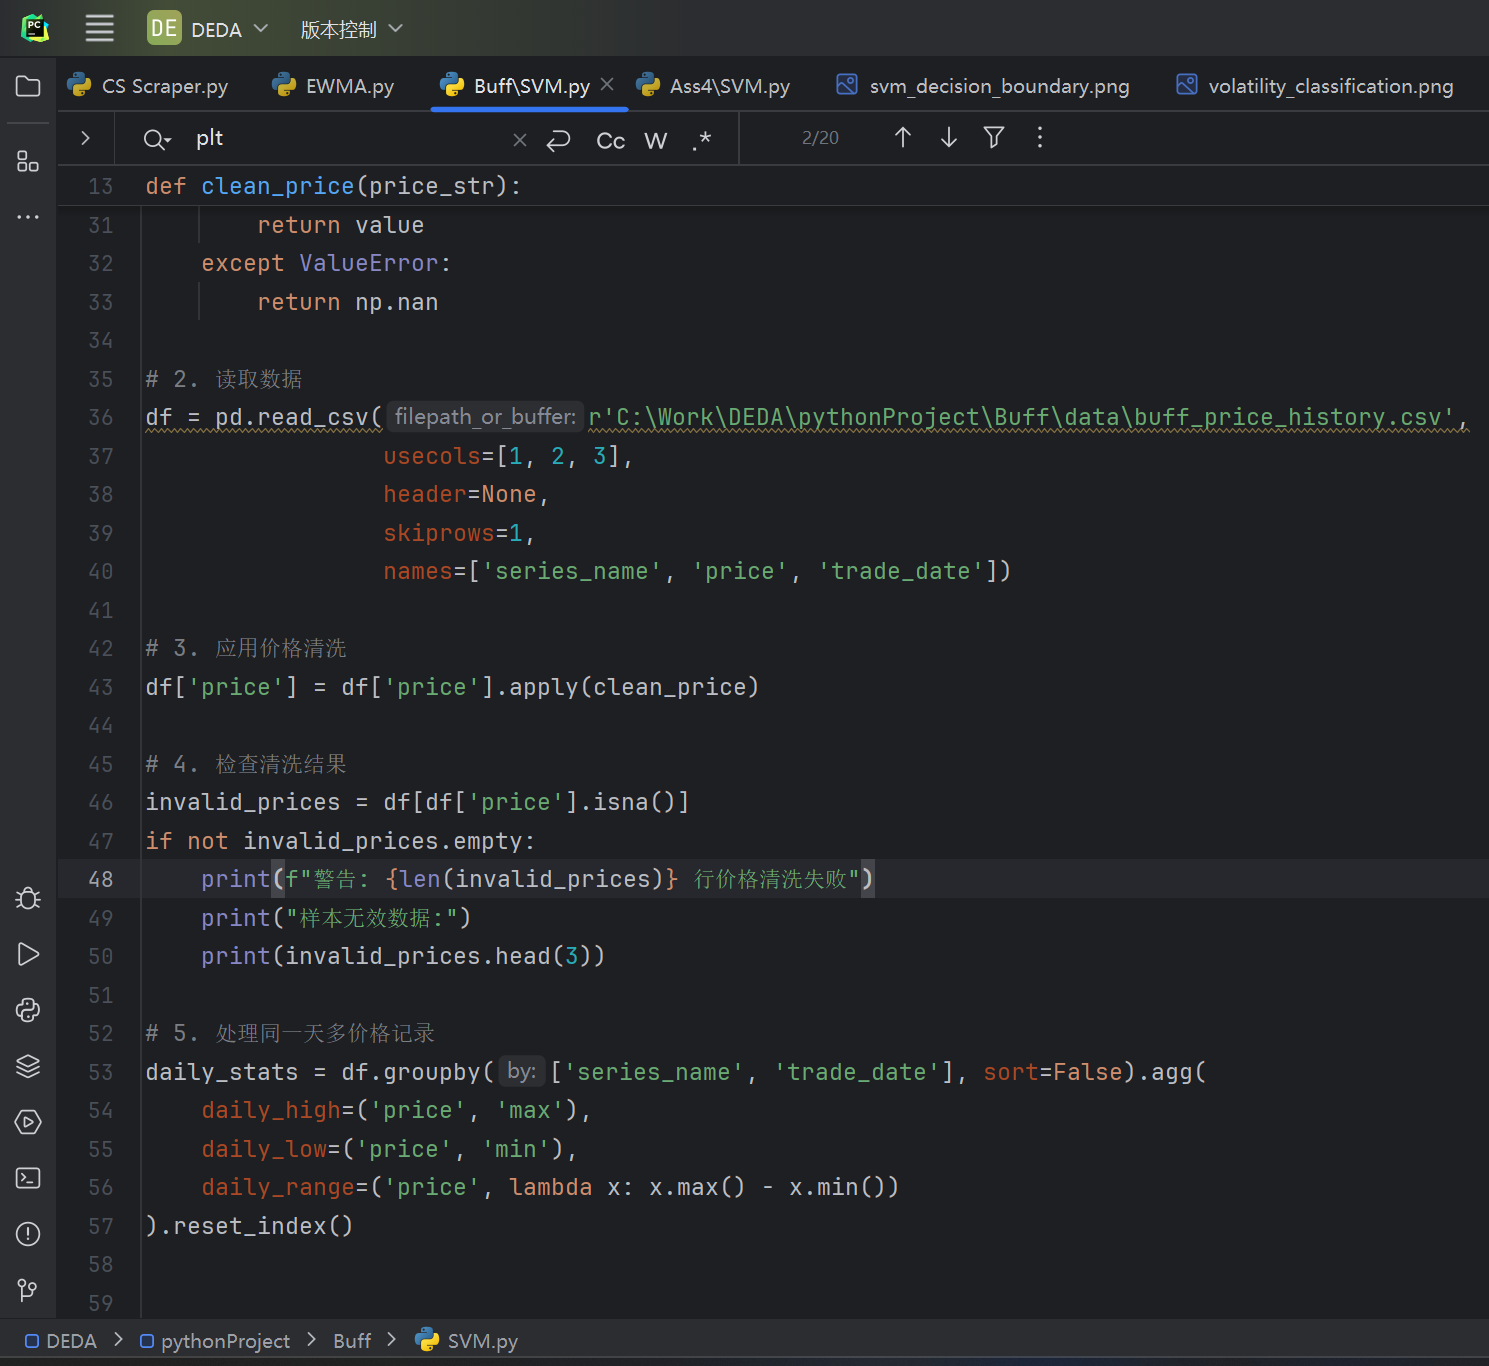 PC
DE DEDA 版本控制
CS Scraper.py EWMA.py Buff\SVM.py Ass4\SVM.py svm_decision_boundary.png volatility_classification.png
plt Cc W .* 2/20
13 def clean_price(price_str):
31 return value
32 except ValueError:
33 return np.nan
34
35 # 2. 读取数据
36 df = pd.read_csv( filepath_or_buffer: r'C:\Work\DEDA\pythonProject\Buff\data\buff_price_history.csv',
37 usecols=[1, 2, 3],
38 header=None,
39 skiprows=1,
40 names=['series_name', 'price', 'trade_date'])
41
42 # 3. 应用价格清洗
43 df['price'] = df['price'].apply(clean_price)
44
45 # 4. 检查清洗结果
46 invalid_prices = df[df['price'].isna()]
47 if not invalid_prices.empty:
48 print(f"警告: {len(invalid_prices)} 行价格清洗失败")
49 print("样本无效数据:")
50 print(invalid_prices.head(3))
51
52 # 5. 处理同一天多价格记录
53 daily_stats = df.groupby( by: ['series_name', 'trade_date'], sort=False).agg(
54 daily_high=('price', 'max'),
55 daily_low=('price', 'min'),
56 daily_range=('price', lambda x: x.max() - x.min())
57 ).reset_index()
58
59
DEDA > pythonProject > Buff > SVM.py